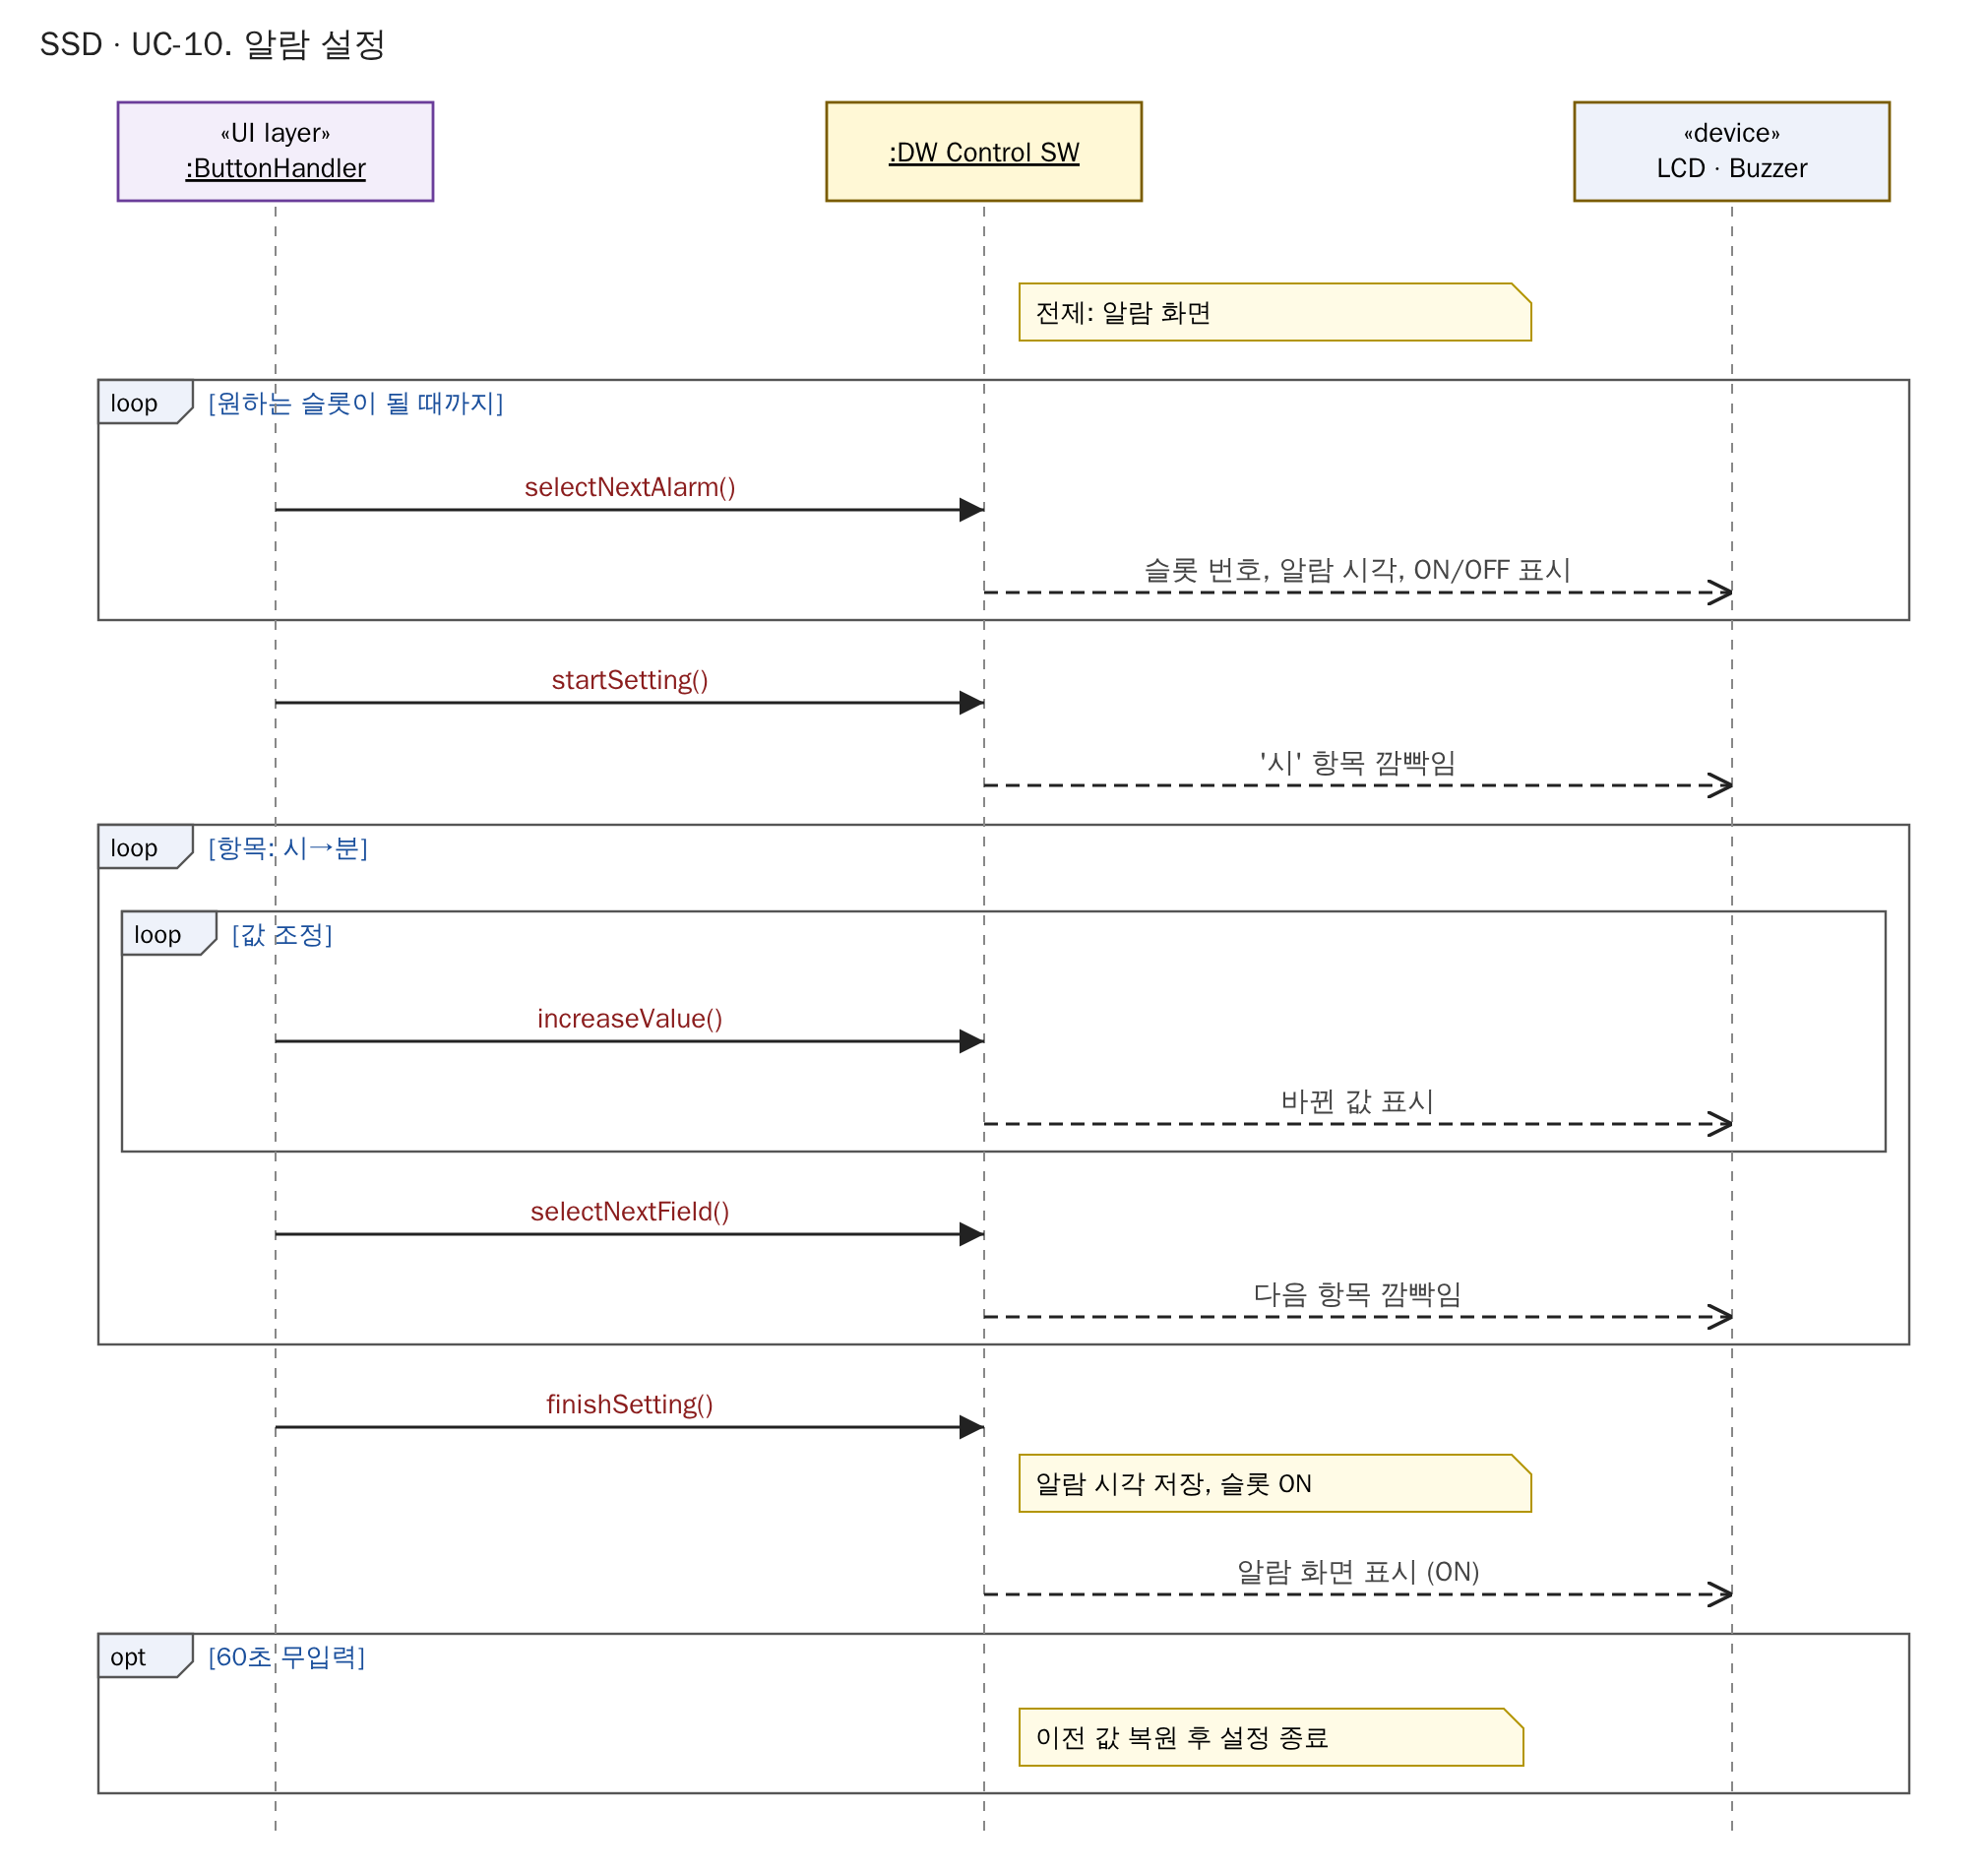 SSD · UC-10. 알람 설정
«UI layer»
:ButtonHandler
:DW Control SW
«device»
LCD · Buzzer
전제: 알람 화면
loop [원하는 슬롯이 될 때까지]
selectNextAlarm()
슬롯 번호, 알람 시각, ON/OFF 표시
startSetting()
'시' 항목 깜빡임
loop [항목: 시→분]
loop [값 조정]
increaseValue()
바뀐 값 표시
selectNextField()
다음 항목 깜빡임
finishSetting()
알람 시각 저장, 슬롯 ON
알람 화면 표시 (ON)
opt [60초 무입력]
이전 값 복원 후 설정 종료